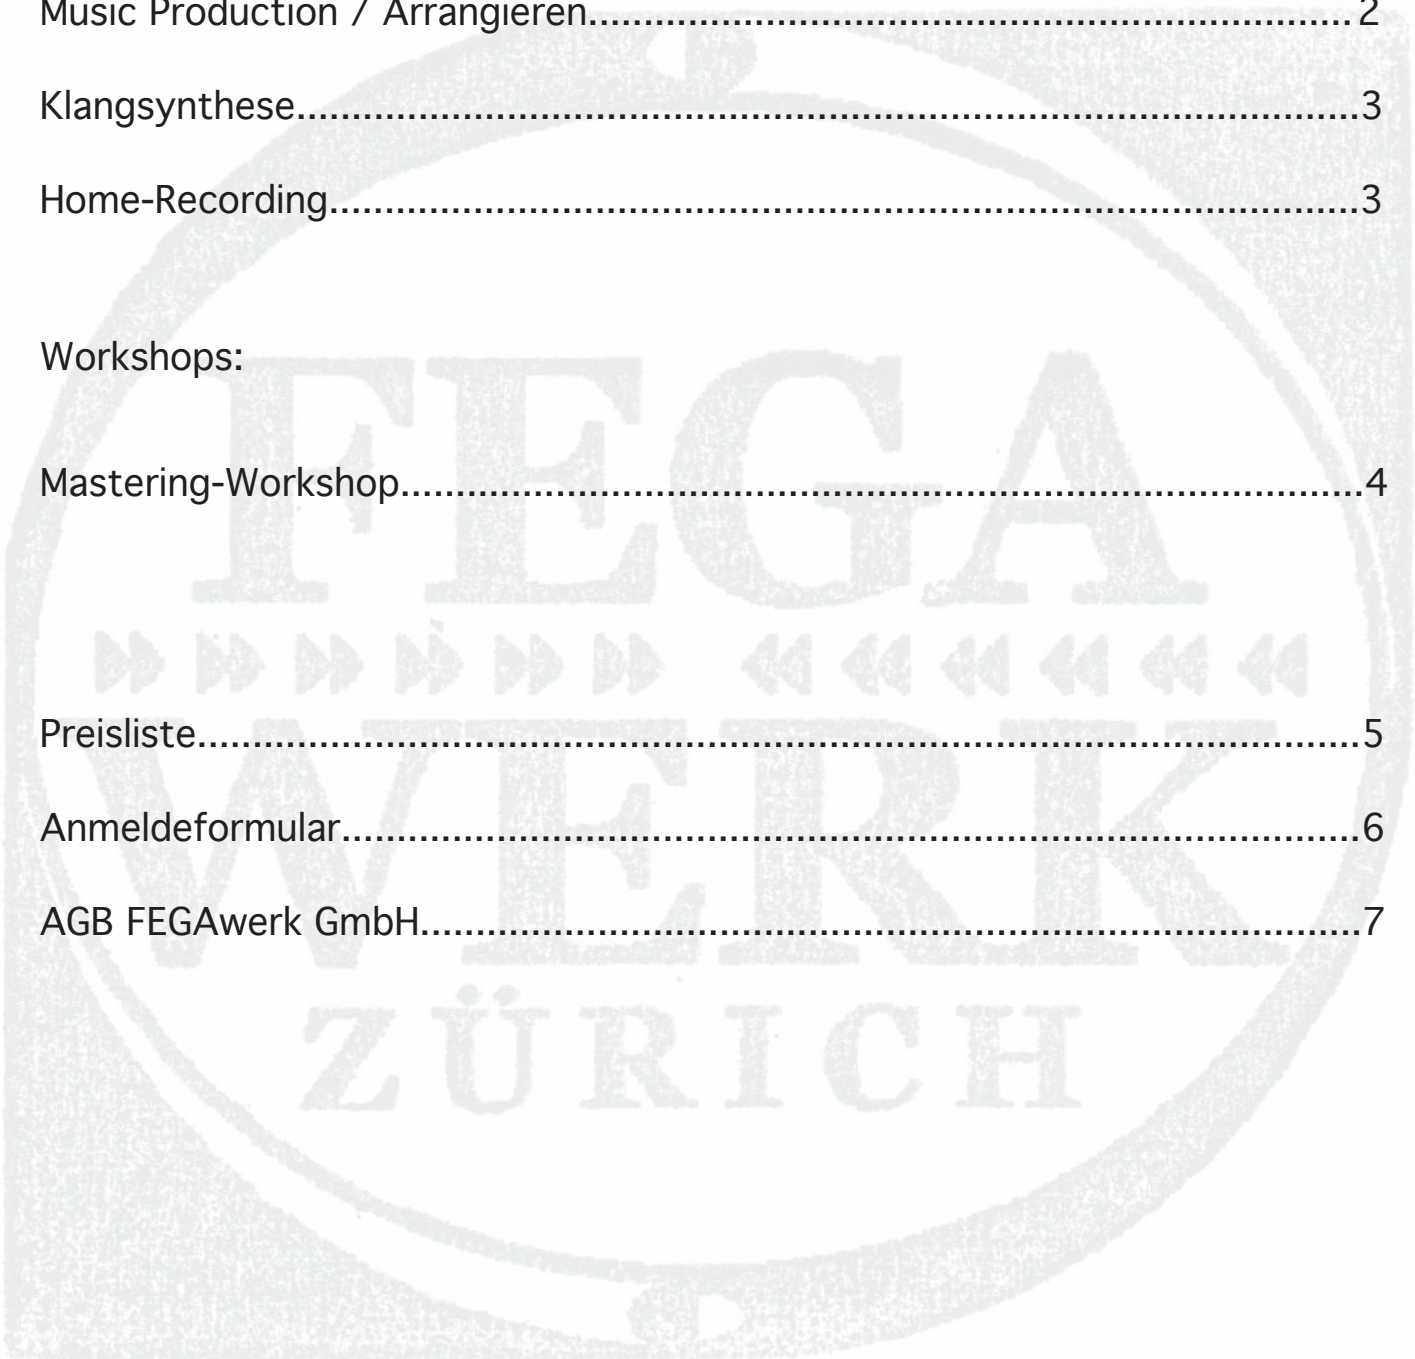 Music Production / Arrangieren........................................................................2
Klangsynthese................................................................................................3
Home-Recording.............................................................................................3
Workshops:
Mastering-Workshop.......................................................................................4
Preisliste.........................................................................................................5
Anmeldeformular............................................................................................6
AGB FEGAwerk GmbH.....................................................................................7
FEGA
WERK
ZÜRICH